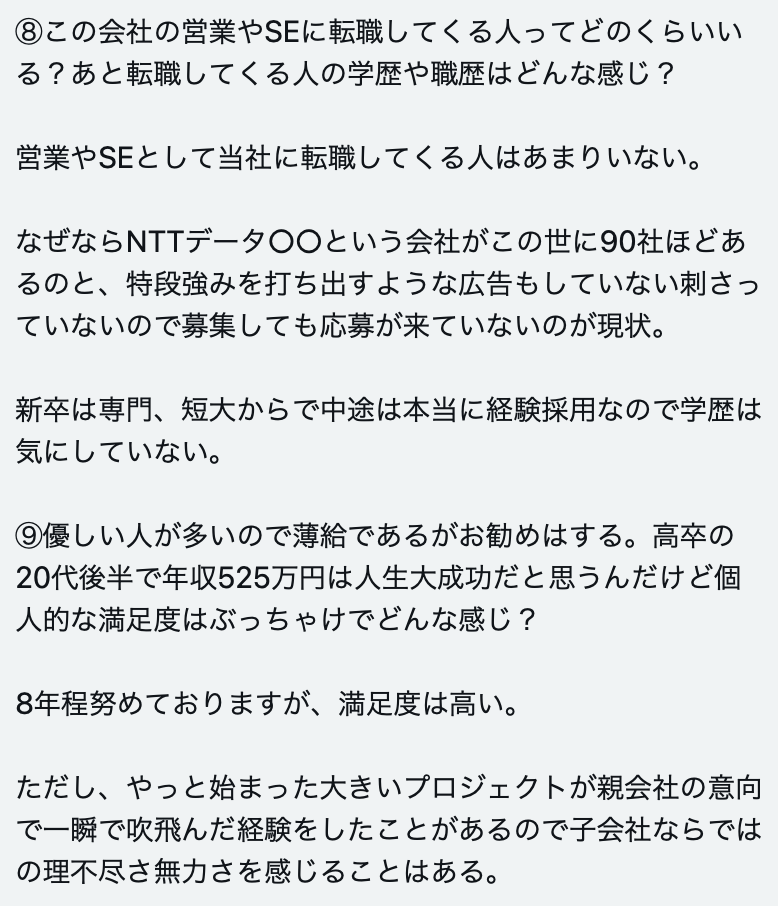 ⑧この会社の営業やSEに転職してくる人ってどのくらいい
る？あと転職してくる人の学歴や職歴はどんな感じ？
営業やSEとして当社に転職してくる人はあまりいない。
なぜならNTTデータ〇〇という会社がこの世に90社ほどあ
るのと、特段強みを打ち出すような広告もしていない刺さっ
ていないので募集しても応募が来ていないのが現状。
新卒は専門、短大からで中途は本当に経験採用なので学歴は
気にしていない。
⑨優しい人が多いので薄給であるがお勧めはする。高卒の
20代後半で年収525万円は人生大成功だと思うんだけど個
人的な満足度はぶっちゃけでどんな感じ？
8年程努めておりますが、満足度は高い。
ただし、やっと始まった大きいプロジェクトが親会社の意向
で一瞬で吹飛んだ経験をしたことがあるので子会社ならでは
の理不尽さ無力さを感じることはある。